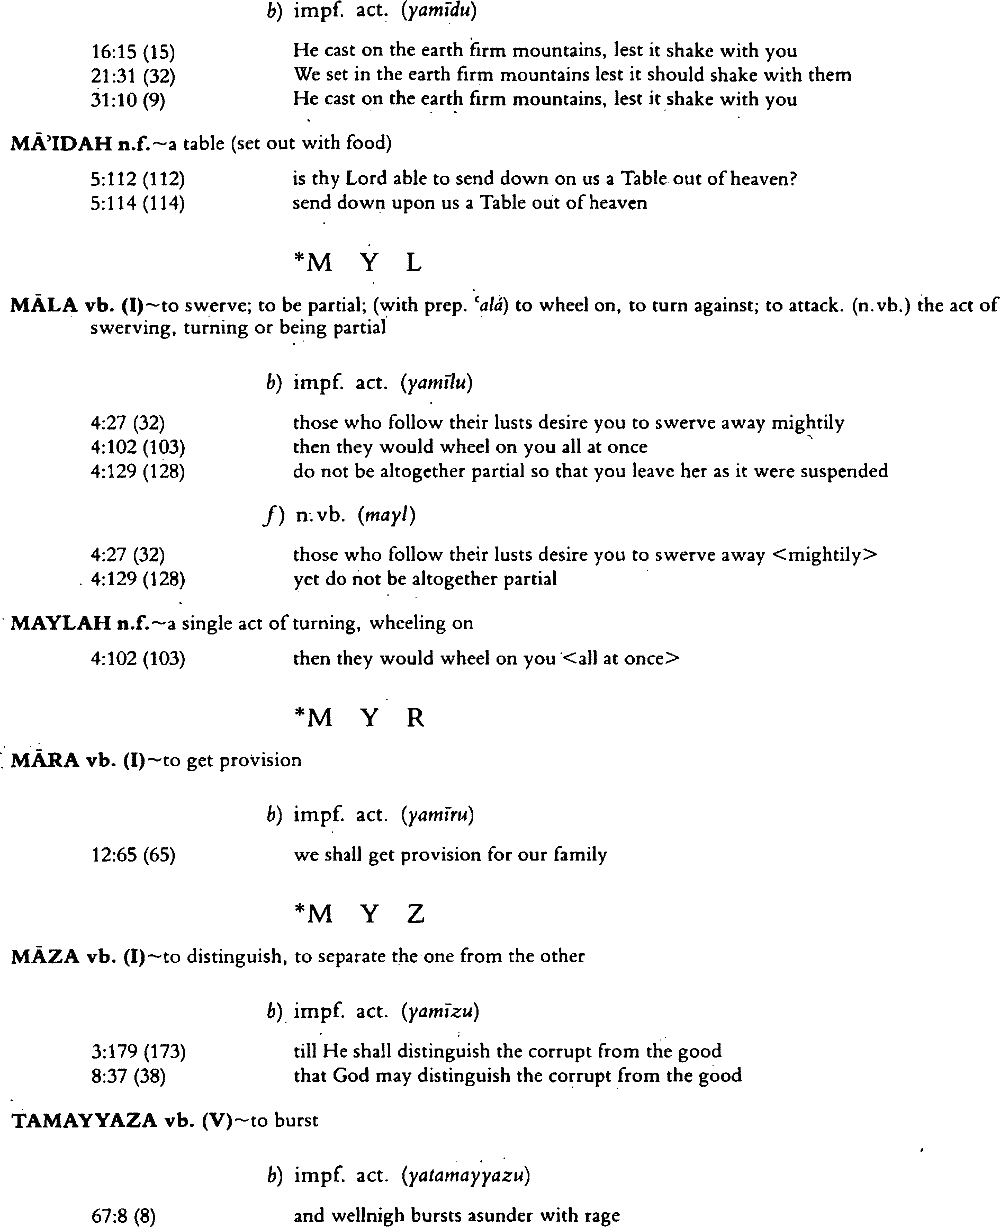 b) impf. act. (yamīdu)
16:15 (15) He cast on the earth firm mountains, lest it shake with you
21:31 (32) We set in the earth firm mountains lest it should shake with them
31:10 (9) He cast on the earth firm mountains, lest it shake with you
MĀʾIDAH n.f.~a table (set out with food)
5:112 (112) is thy Lord able to send down on us a Table out of heaven?
5:114 (114) send down upon us a Table out of heaven
*M Y L
MĀLA vb. (I)~to swerve; to be partial; (with prep. ʿalá) to wheel on, to turn against; to attack. (n.vb.) the act of
swerving, turning or being partial
b) impf. act. (yamīlu)
4:27 (32) those who follow their lusts desire you to swerve away mightily
4:102 (103) then they would wheel on you all at once
4:129 (128) do not be altogether partial so that you leave her as it were suspended
f) n.vb. (mayl)
4:27 (32) those who follow their lusts desire you to swerve away <mightily>
4:129 (128) yet do not be altogether partial
MAYLAH n.f.~a single act of turning, wheeling on
4:102 (103) then they would wheel on you <all at once>
*M Y R
MĀRA vb. (I)~to get provision
b) impf. act. (yamīru)
12:65 (65) we shall get provision for our family
*M Y Z
MĀZA vb. (I)~to distinguish, to separate the one from the other
b) impf. act. (yamīzu)
3:179 (173) till He shall distinguish the corrupt from the good
8:37 (38) that God may distinguish the corrupt from the good
TAMAYYAZA vb. (V)~to burst
b) impf. act. (yatamayyazu)
67:8 (8) and wellnigh bursts asunder with rage